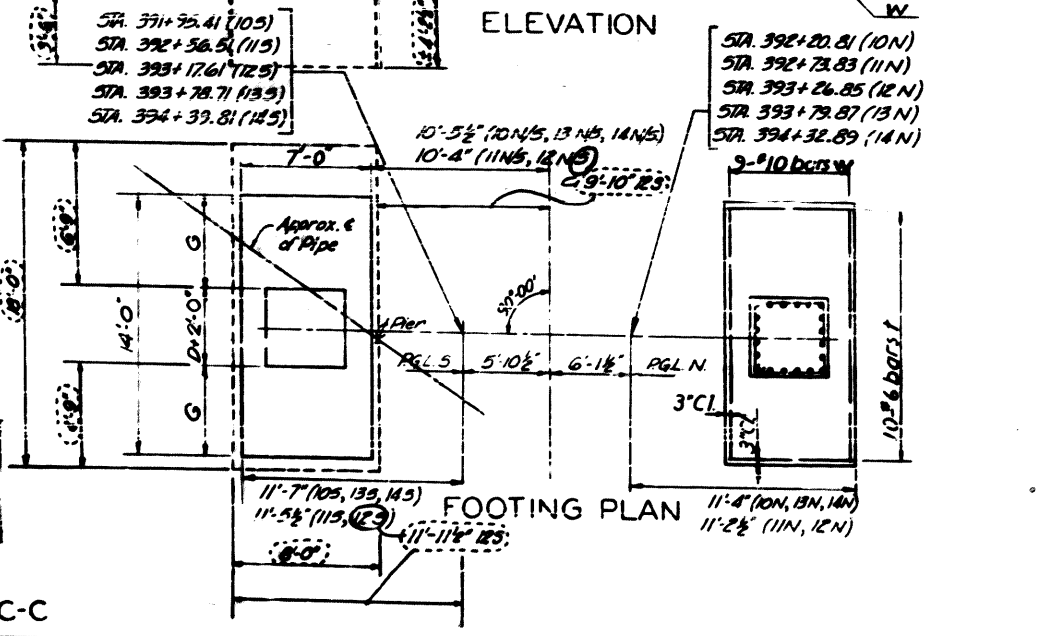 ELEVATION
W
STA. 391+95.41 (10S)
STA. 392+56.51 (11S)
STA. 393+17.61 (12S)
STA. 393+78.71 (13S)
STA. 394+39.81 (14S)
STA. 392+20.81 (10N)
STA. 392+73.83 (11N)
STA. 393+26.85 (12N)
STA. 393+79.87 (13N)
STA. 394+32.89 (14N)
10'-5½" (10N/S, 13N/S, 14N/S)
10'-4" (11N/S, 12N/S)
9'-10" 12S
7'-0"
9-#10 bars W
Approx. ℄
of Pipe
G
14'-0"
D+2'-0"
G
90°00'
℄ Pier
P.G.L. S
5'-10½"
6'-1½"
P.G.L. N.
3"Cl.
3"Cl.
10-#6 bars t
11'-7" (10S, 13S, 14S)
11'-5½" (11S, 12S)
11'-11½" 12S
8'-0"
FOOTING PLAN
11'-4" (10N, 13N, 14N)
11'-2½" (11N, 12N)
C-C